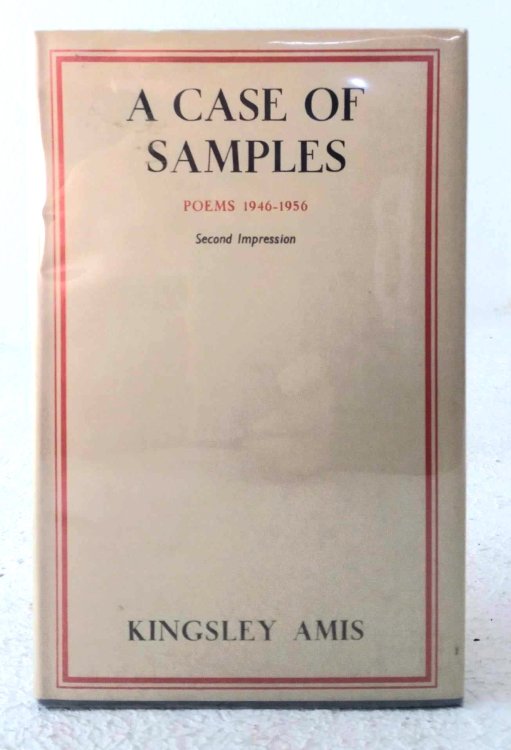 A CASE OF
SAMPLES
POEMS 1946-1956
Second Impression
KINGSLEY AMIS